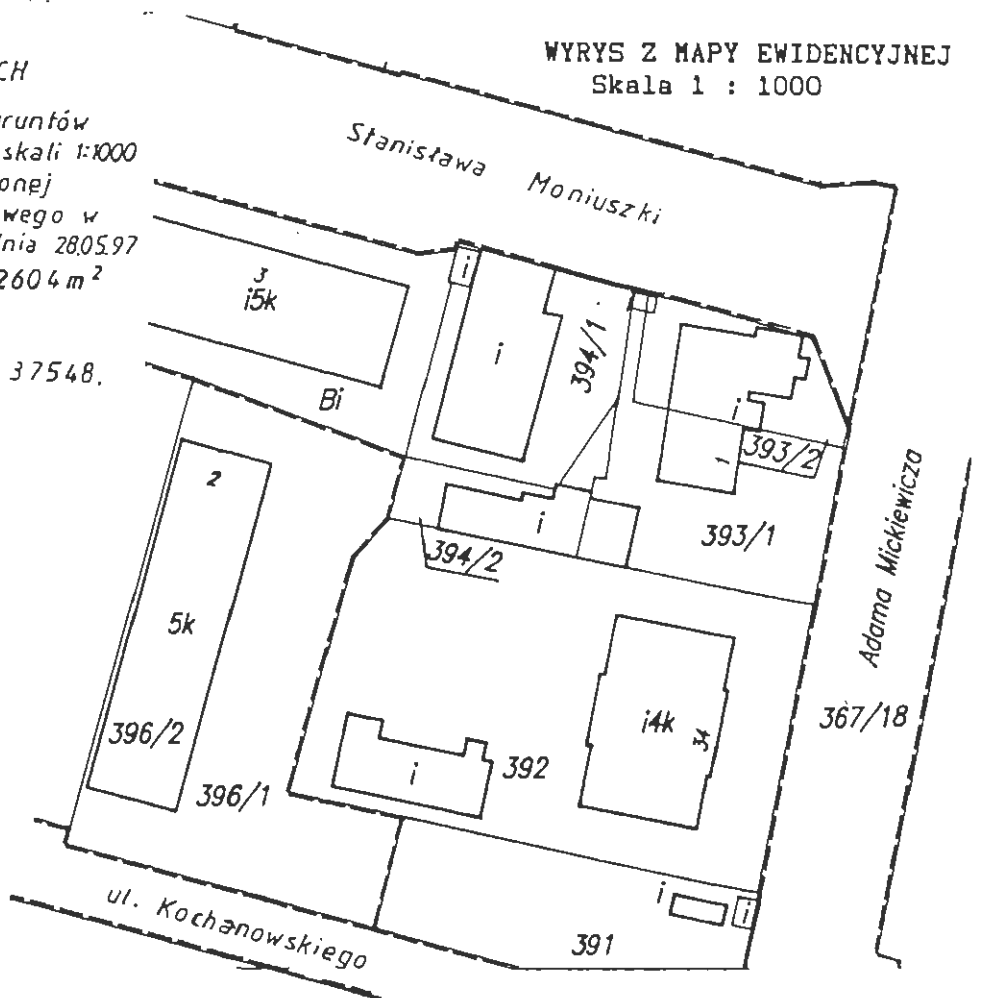 WYRYS Z MAPY EWIDENCYJNEJ
Skala 1 : 1000
CH
runtów
skali 1:1000
onej
wego w
nia 28.05.97
2604 m²
37548.
Stanisława Moniuszki
3
i5k
i
i
394/1
Bi
i
1
393/2
2
i
393/1
394/2
Adama Mickiewicza
5k
i4k
34
367/18
396/2
i
392
396/1
i
i
ul. Kochanowskiego
391